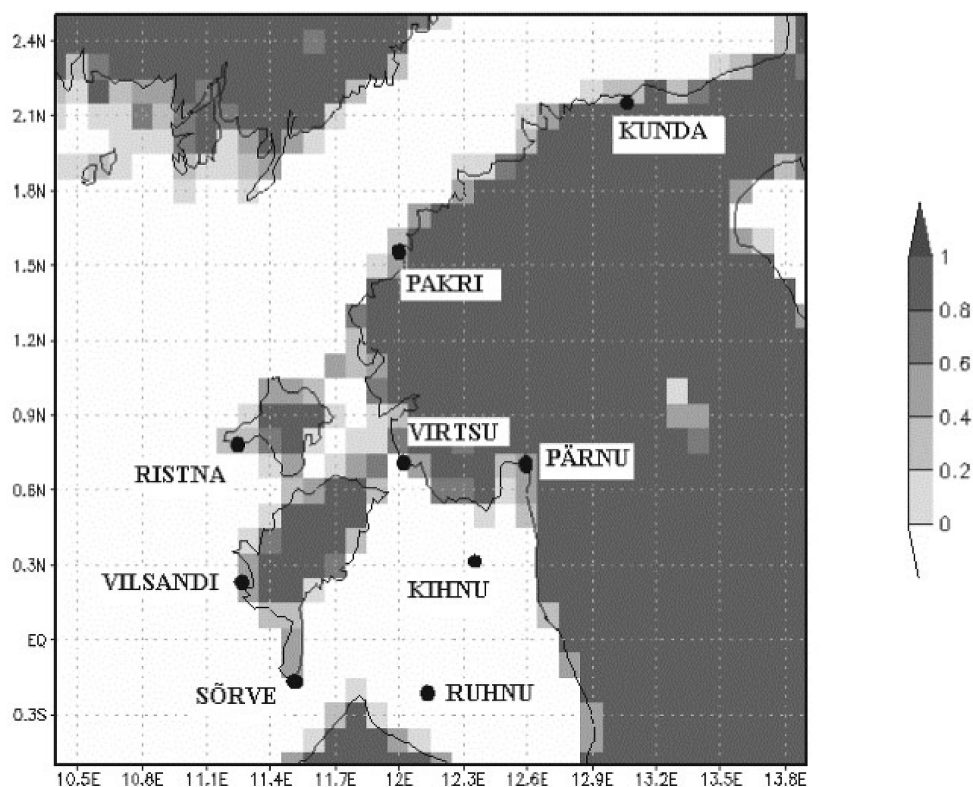 2.4N
2.1N
KUNDA
1.8N
1.5N
PAKRI
1.2N
0.9N
VIRTSU
RISTNA
PÄRNU
0.6N
0.3N
VILSANDI
KIHNU
EQ
SÕRVE
RUHNU
0.3S
10.5E 10.8E 11.1E 11.4E 11.7E 12E 12.3E 12.6E 12.9E 13.2E 13.5E 13.8E
1
0.8
0.6
0.4
0.2
0